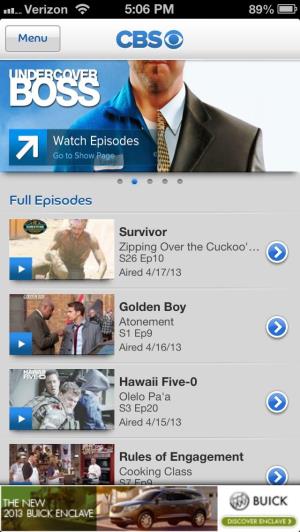 Verizon 5:06 PM 89%
Menu
CBS
UNDERCOVER
BOSS
Watch Episodes
Go to Show Page
Full Episodes
Survivor
Zipping Over the Cuckoo'...
S26 Ep10
Aired 4/17/13
Golden Boy
Atonement
S1 Ep9
Aired 4/16/13
HAWAII
FIVE-0
Hawaii Five-0
Olelo Pa'a
S3 Ep20
Aired 4/15/13
Rules of Engagement
Cooking Class
S7 Ep9
THE NEW
2013 BUICK ENCLAVE
BUICK
DISCOVER ENCLAVE